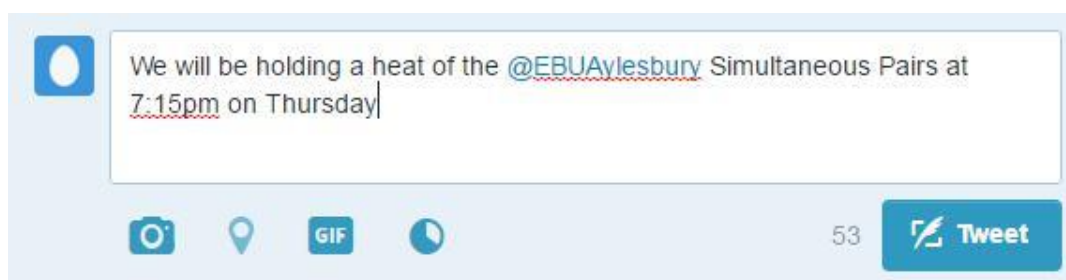 We will be holding a heat of the @EBUAylesbury Simultaneous Pairs at
7:15pm on Thursday
GIF
53
Tweet